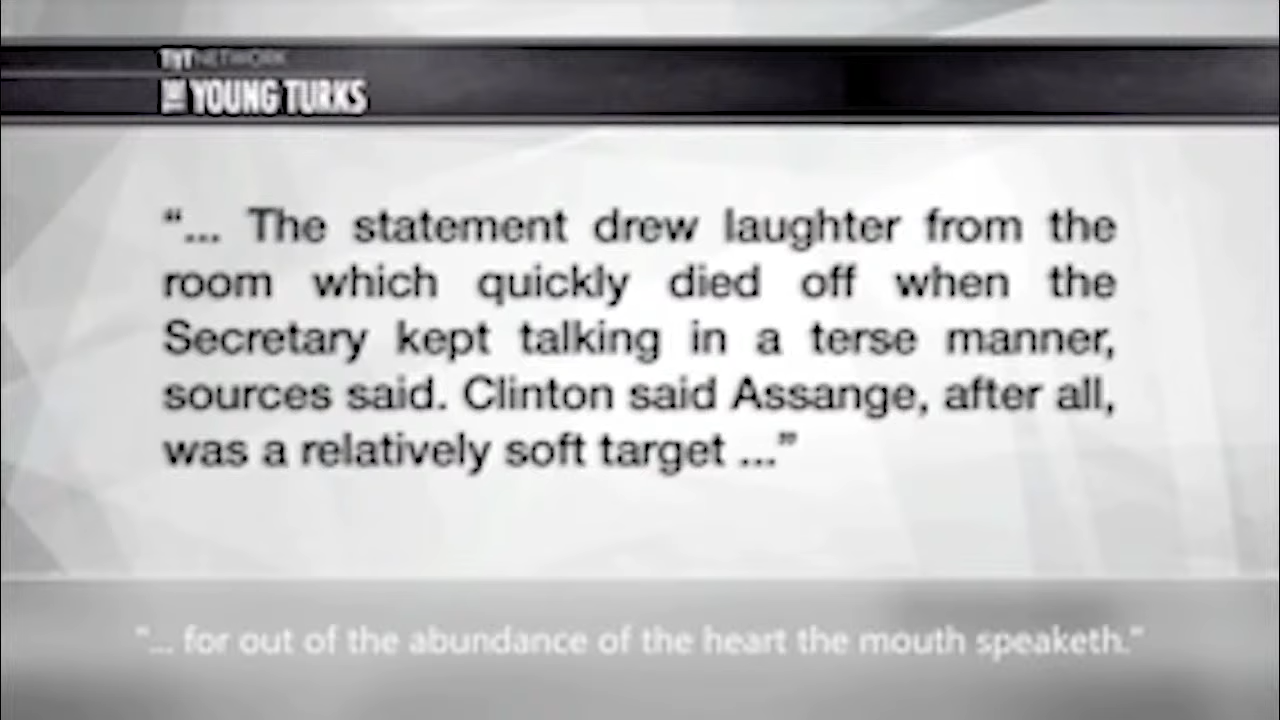 TYT NETWORK
THE YOUNG TURKS
“... The statement drew laughter from the
room which quickly died off when the
Secretary kept talking in a terse manner,
sources said. Clinton said Assange, after all,
was a relatively soft target ...”
“... for out of the abundance of the heart the mouth speaketh.”